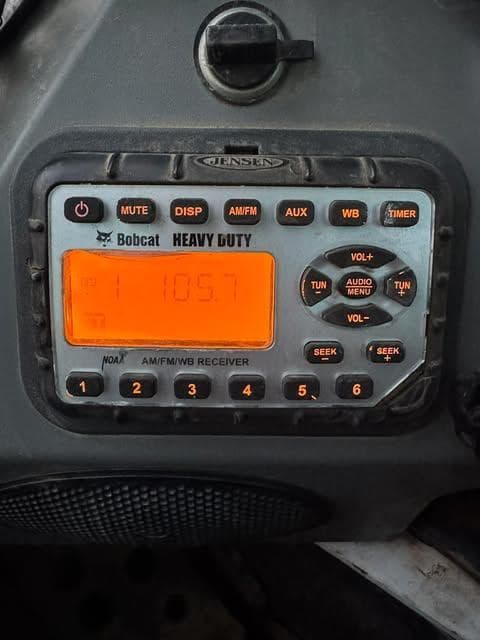 JENSEN
MUTE DISP AM/FM AUX WB TIMER
Bobcat HEAVY DUTY
VOL+
TUN - AUDIO MENU TUN +
VOL-
1 105.7
SEEK - SEEK +
NOAA AM/FM/WB RECEIVER
1 2 3 4 5 6